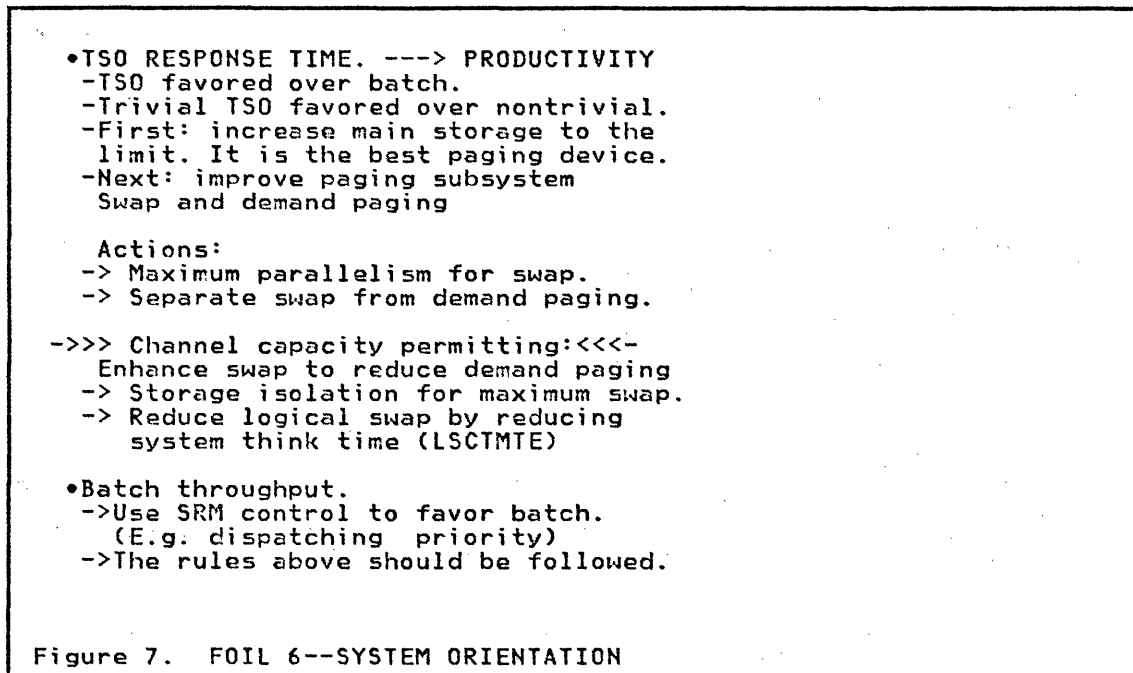 •TSO RESPONSE TIME. ---> PRODUCTIVITY
-TSO favored over batch.
-Trivial TSO favored over nontrivial.
-First: increase main storage to the
limit. It is the best paging device.
-Next: improve paging subsystem
Swap and demand paging
Actions:
-> Maximum parallelism for swap.
-> Separate swap from demand paging.
->>> Channel capacity permitting:<<<-
Enhance swap to reduce demand paging
-> Storage isolation for maximum swap.
-> Reduce logical swap by reducing
system think time (LSCTMTE)
•Batch throughput.
->Use SRM control to favor batch.
(E.g. dispatching priority)
->The rules above should be followed.
Figure 7. FOIL 6--SYSTEM ORIENTATION